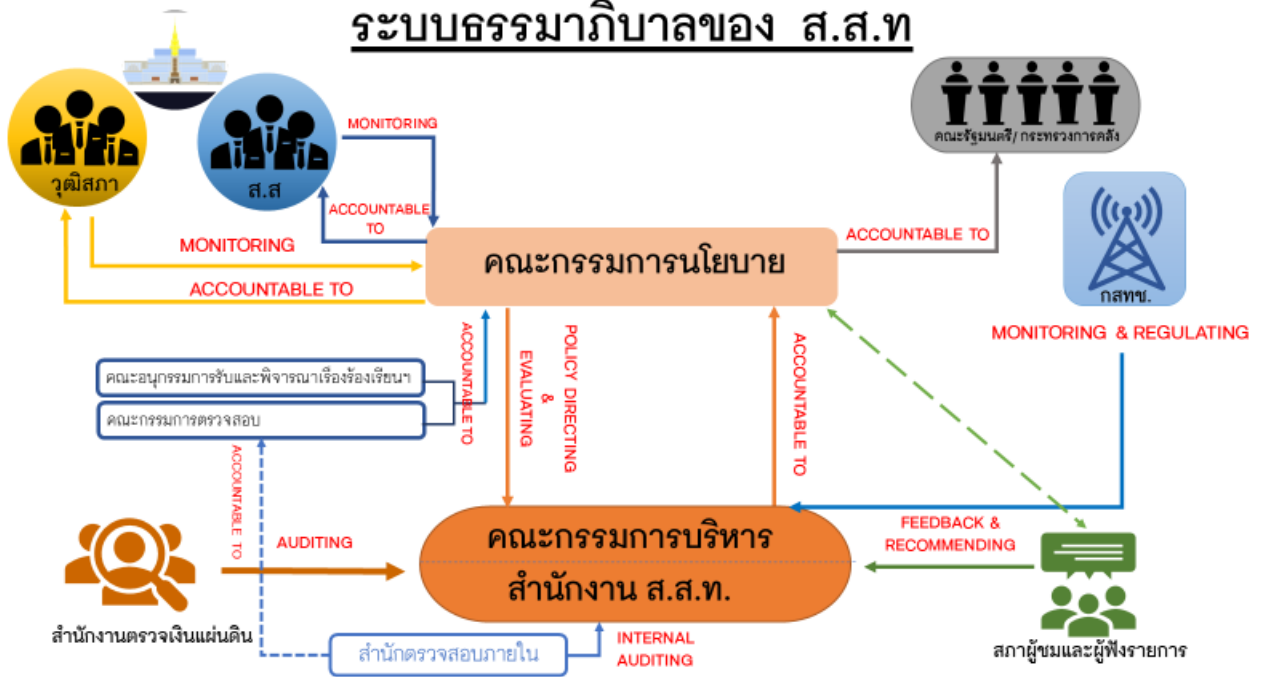 ระบบธรรมาภิบาลของ ส.ส.ท
วุฒิสภา
ส.ส
MONITORING
ACCOUNTABLE
TO
MONITORING
ACCOUNTABLE TO
คณะกรรมการนโยบาย
ACCOUNTABLE TO
คณะรัฐมนตรี/ กระทรวงการคลัง
กสทช.
MONITORING & REGULATING
คณะอนุกรรมการรับและพิจารณาเรื่องร้องเรียนฯ
คณะกรรมการตรวจสอบ
ACCOUNTABLE TO
POLICY DIRECTING
&
EVALUATING
ACCOUNTABLE TO
ACCOUNTABLE TO
สำนักงานตรวจเงินแผ่นดิน
AUDITING
คณะกรรมการบริหาร
สำนักงาน ส.ส.ท.
FEEDBACK &
RECOMMENDING
สภาผู้ชมและผู้ฟังรายการ
สำนักตรวจสอบภายใน
INTERNAL
AUDITING